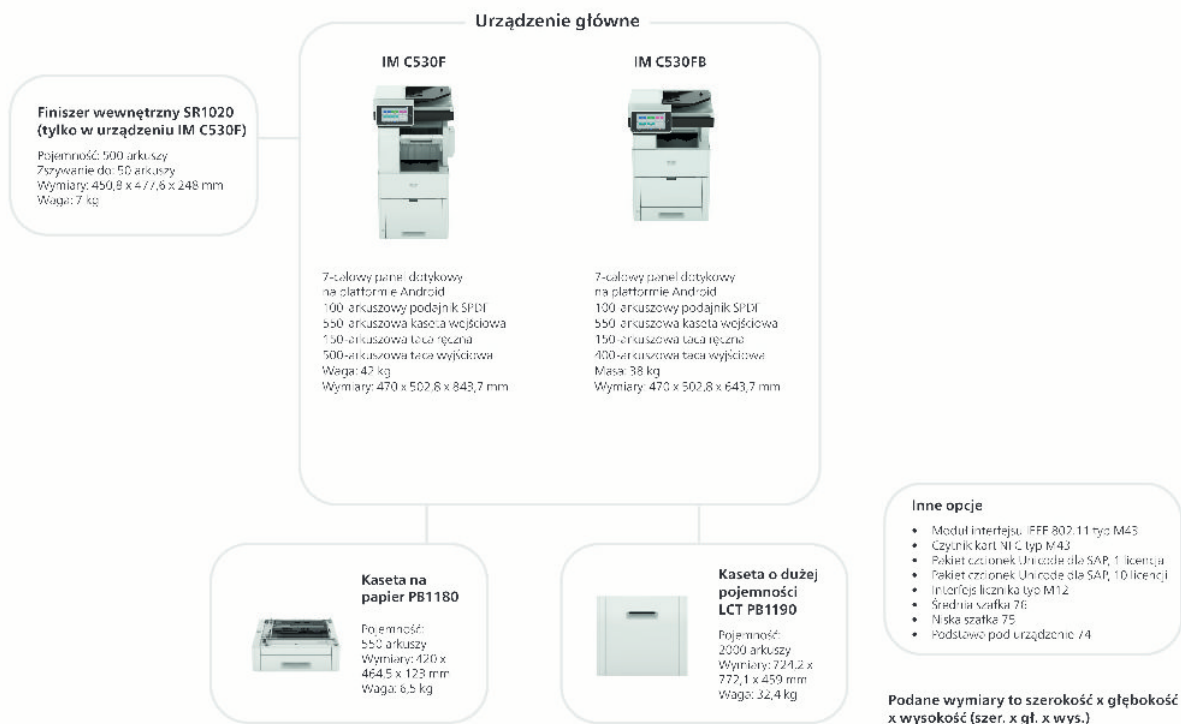 Urządzenie główne
IM C530F
IM C530FB
Finiszer wewnętrzny SR1020
(tylko w urządzeniu IM C530F)
Pojemność: 500 arkuszy
Zszywanie do: 50 arkuszy
Wymiary: 450,8 x 477,6 x 248 mm
Waga: 7 kg
7-calowy panel dotykowy
na platformie Android
100-arkuszowy podajnik SPDF
550-arkuszowa kaseta wejściowa
150-arkuszowa taca ręczna
500-arkuszowa taca wyjściowa
Waga: 42 kg
Wymiary: 470 x 502,8 x 843,7 mm
7-calowy panel dotykowy
na platformie Android
100-arkuszowy podajnik SPDF
550-arkuszowa kaseta wejściowa
150-arkuszowa taca ręczna
400-arkuszowa taca wyjściowa
Masa: 38 kg
Wymiary: 470 x 502,8 x 643,7 mm
Kaseta na
papier PB1180
Pojemność:
550 arkuszy
Wymiary: 420 x
464,5 x 123 mm
Waga: 6,5 kg
Kaseta o dużej
pojemności
LCT PB1190
Pojemność:
2000 arkuszy
Wymiary: 724,2 x
772,1 x 459 mm
Waga: 32,4 kg
Inne opcje
• Moduł interfejsu IEEE 802.11 typ M43
• Czytnik kart NFC typ M43
• Pakiet czcionek Unicode dla SAP, 1 licencja
• Pakiet czcionek Unicode dla SAP, 10 licencji
• Interfejs licznika typ M12
• Średnia szafka 76
• Niska szafka 75
• Podstawa pod urządzenie 74
Podane wymiary to szerokość x głębokość
x wysokość (szer. x gł. x wys.)